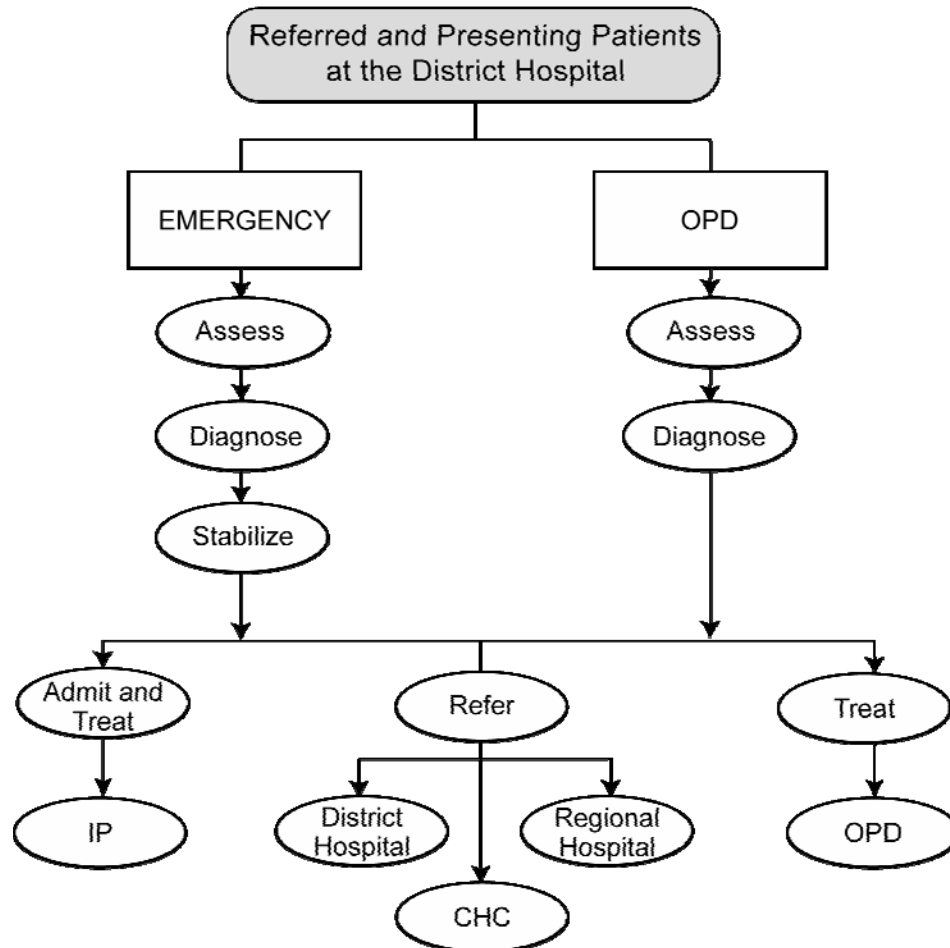 Referred and Presenting Patients
at the District Hospital
EMERGENCY
OPD
Assess
Assess
Diagnose
Diagnose
Stabilize
Admit and
Treat
Refer
Treat
IP
District
Hospital
Regional
Hospital
OPD
CHC